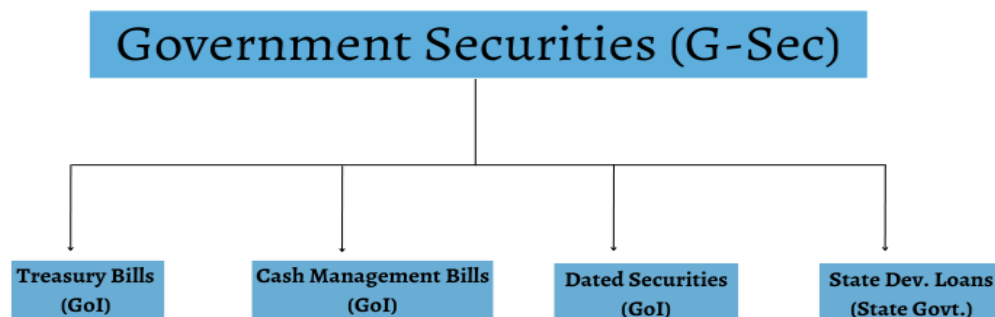 Government Securities (G-Sec)
Treasury Bills
(GoI)
Cash Management Bills
(GoI)
Dated Securities
(GoI)
State Dev. Loans
(State Govt.)